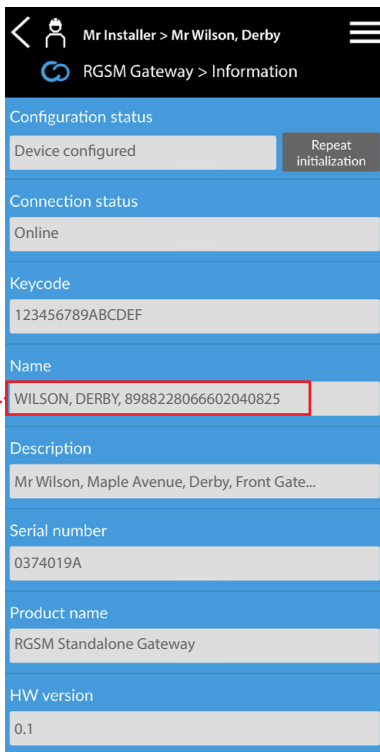 Mr Installer > Mr Wilson, Derby
RGSM Gateway > Information
Configuration status
Device configured
Repeat
initialization
Connection status
Online
Keycode
123456789ABCDEF
Name
WILSON, DERBY, 8988228066602040825
Description
Mr Wilson, Maple Avenue, Derby, Front Gate...
Serial number
0374019A
Product name
RGSM Standalone Gateway
HW version
0.1